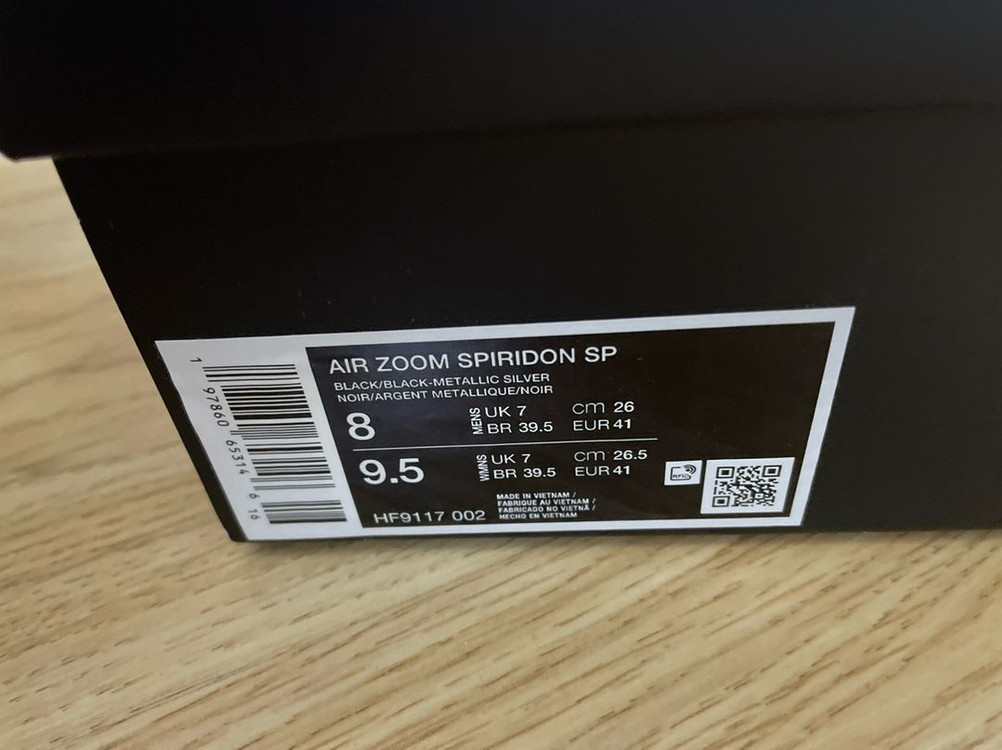 AIR ZOOM SPIRIDON SP
BLACK/BLACK-METALLIC SILVER
NOIR/ARGENT METALLIQUE/NOIR
8 MENS UK 7 cm 26
BR 39.5 EUR 41
9.5 WMNS UK 7 cm 26.5
BR 39.5 EUR 41
MADE IN VIETNAM /
FABRIQUE AU VIETNAM /
FABRICADO NO VIETNÃ /
HECHO EN VIETNAM
HF9117 002
RFID
1 97860 65314 6 16